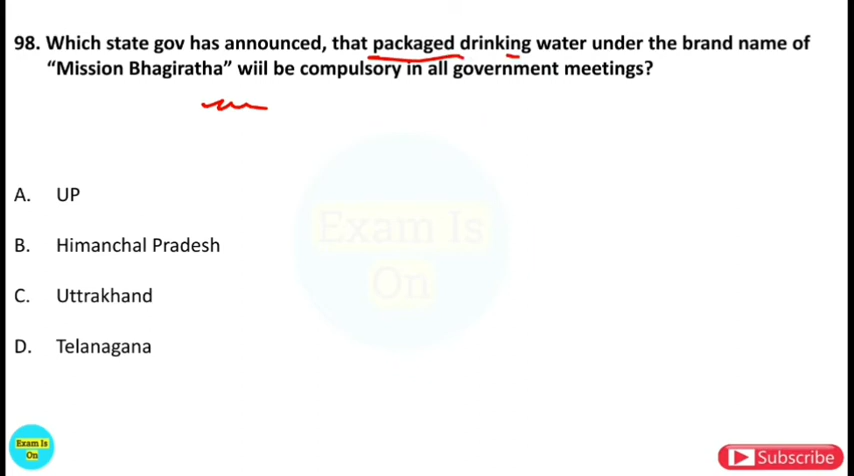 98. Which state gov has announced, that packaged drinking water under the brand name of
“Mission Bhagiratha” wiil be compulsory in all government meetings?
Exam Is
On
A. UP
B. Himanchal Pradesh
C. Uttrakhand
D. Telanagana
Exam Is
On
Subscribe